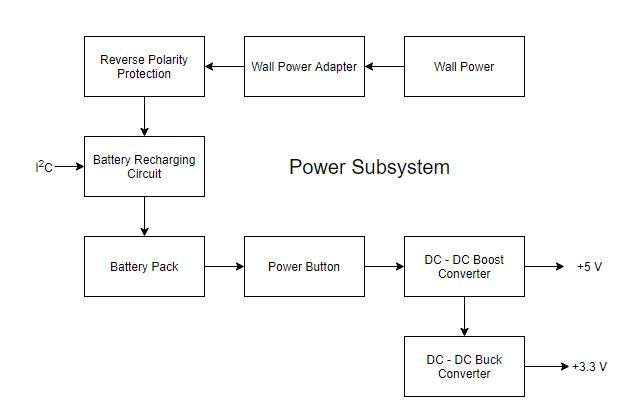 Reverse Polarity
Protection
Wall Power Adapter
Wall Power
I²C
Battery Recharging
Circuit
Power Subsystem
Battery Pack
Power Button
DC - DC Boost
Converter
+5 V
DC - DC Buck
Converter
+3.3 V